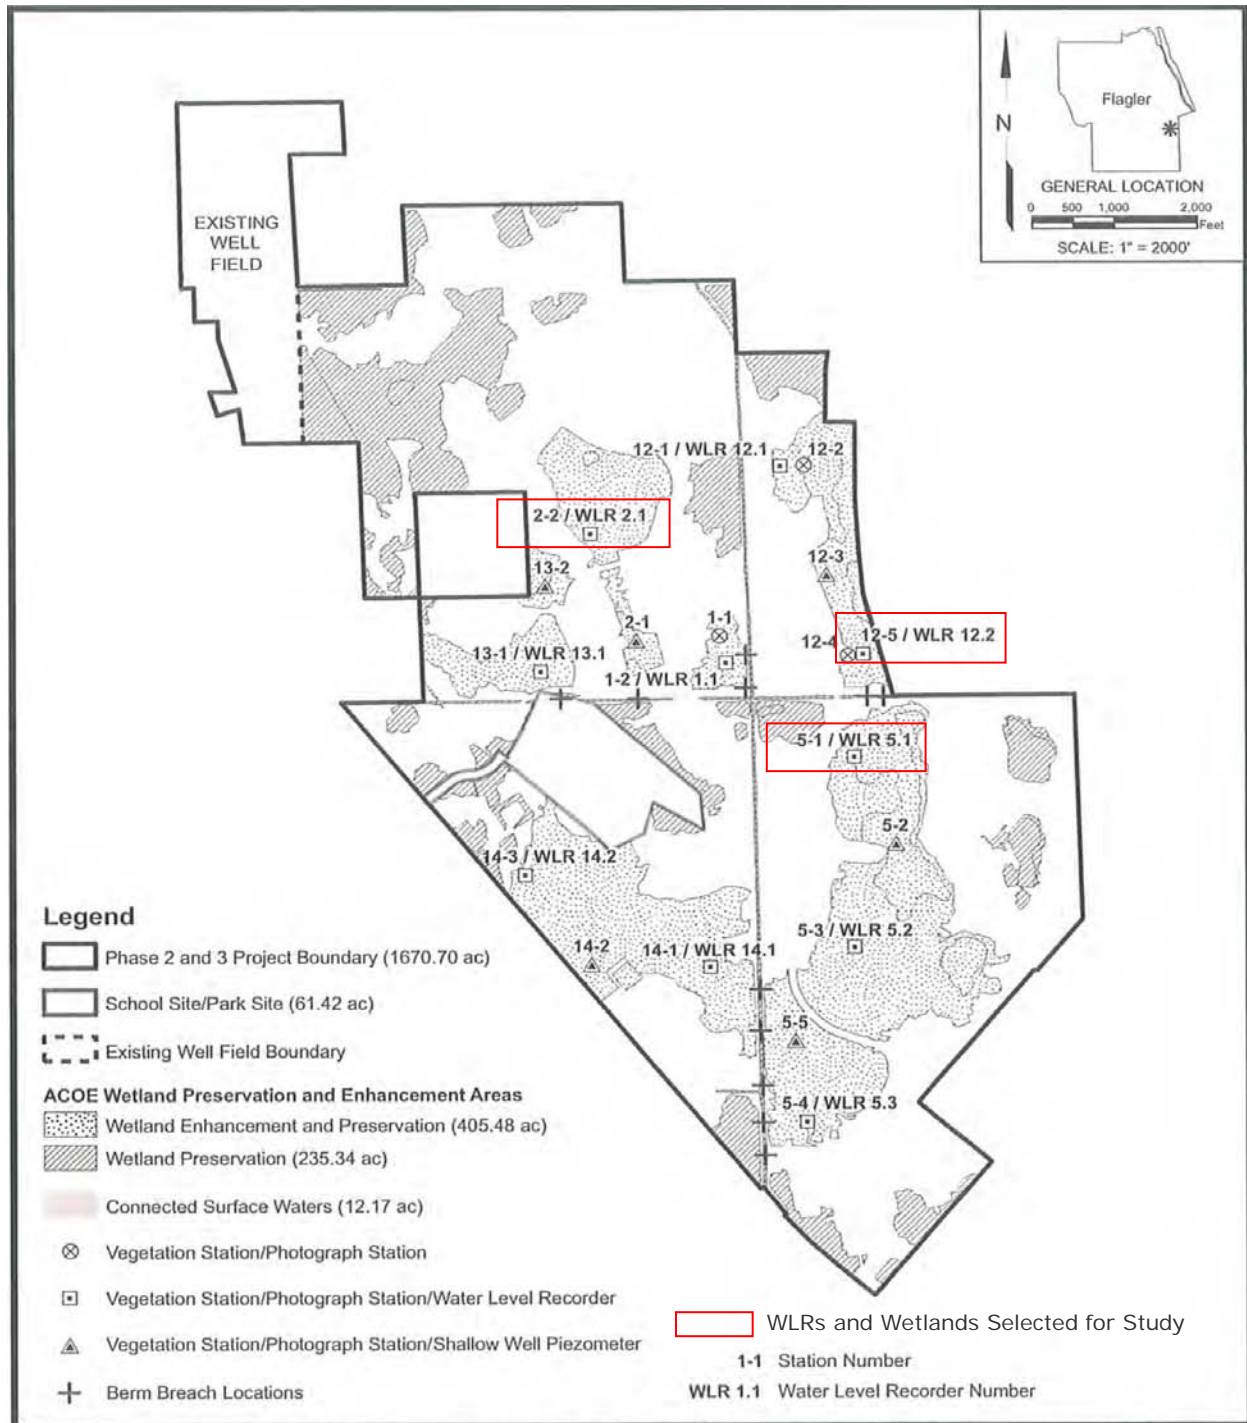 Flagler
N
GENERAL LOCATION
0 500 1,000 2,000
Feet
SCALE: 1" = 2000'
EXISTING
WELL
FIELD
12-1 / WLR 12.1
12-2
2-2 / WLR 2.1
13-2
12-3
2-1
1-1
12-4
12-5 / WLR 12.2
13-1 / WLR 13.1
1-2 / WLR 1.1
5-1 / WLR 5.1
5-2
14-3 / WLR 14.2
5-3 / WLR 5.2
14-2
14-1 / WLR 14.1
5-5
5-4 / WLR 5.3
Legend
Phase 2 and 3 Project Boundary (1670.70 ac)
School Site/Park Site (61.42 ac)
Existing Well Field Boundary
ACOE Wetland Preservation and Enhancement Areas
Wetland Enhancement and Preservation (405.48 ac)
Wetland Preservation (235.34 ac)
Connected Surface Waters (12.17 ac)
Vegetation Station/Photograph Station
Vegetation Station/Photograph Station/Water Level Recorder
Vegetation Station/Photograph Station/Shallow Well Piezometer
Berm Breach Locations
WLRs and Wetlands Selected for Study
1-1 Station Number
WLR 1.1 Water Level Recorder Number